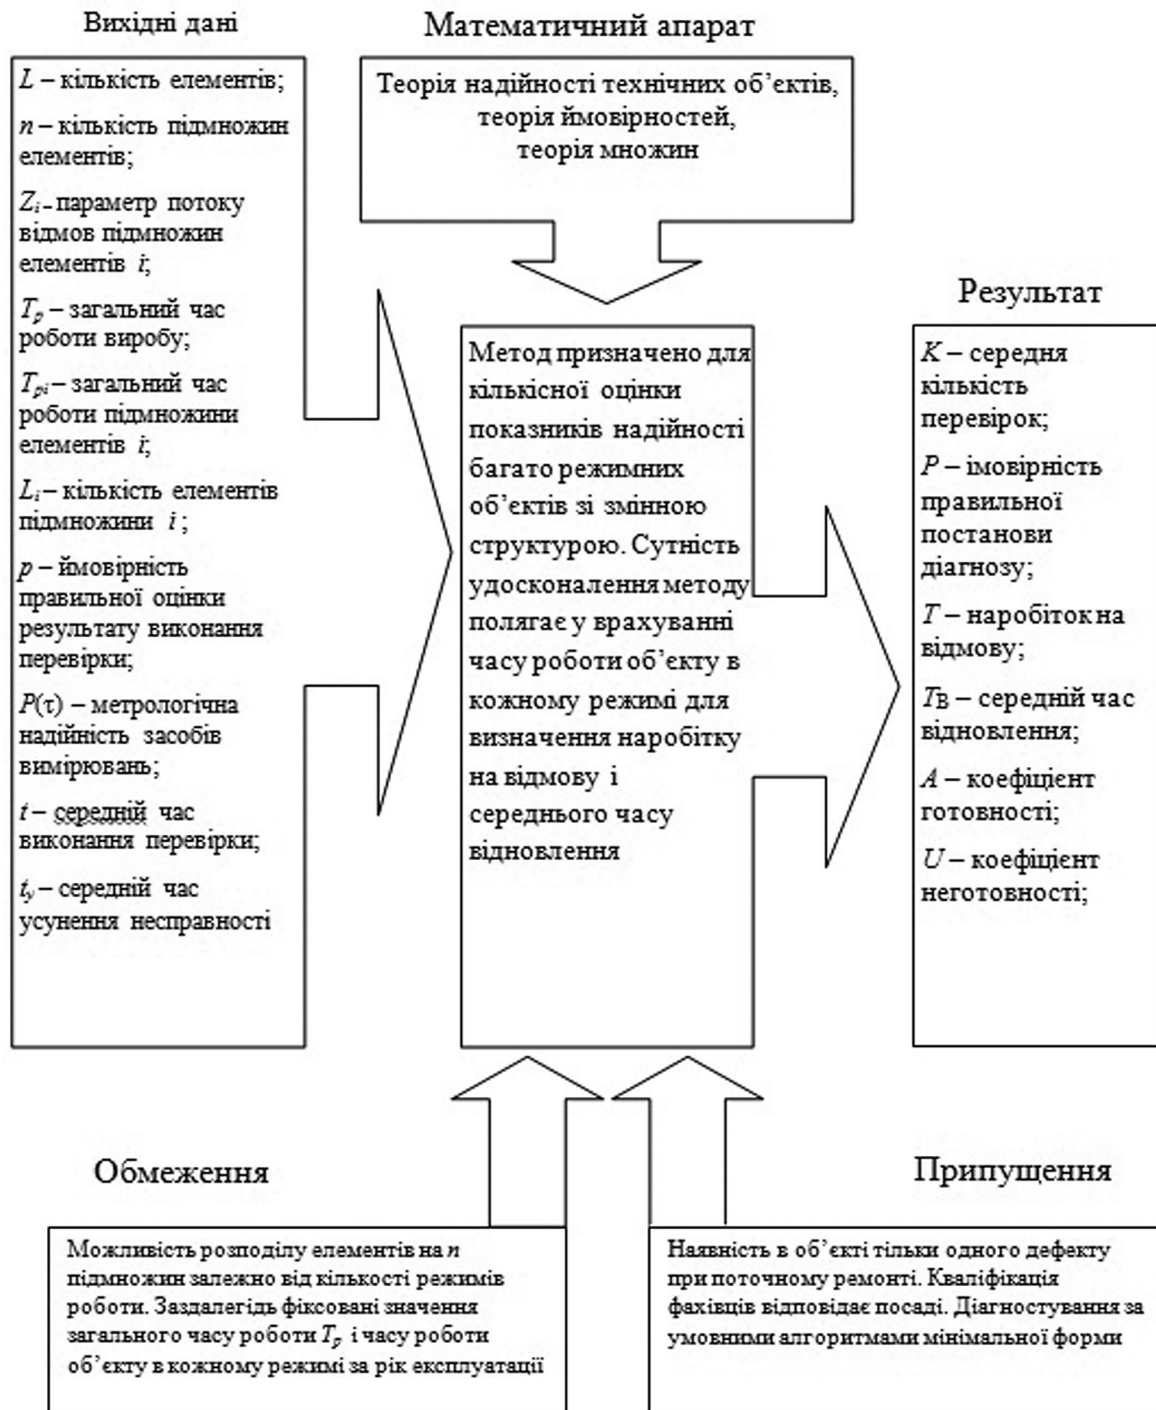 Вихідні дані
L – кількість елементів;
n – кількість підмножин
елементів;
Zi – параметр потоку
відмов підмножин
елементів i;
Tp – загальний час
роботи виробу;
Tpi – загальний час
роботи підмножини
елементів i;
Li – кількість елементів
підмножини i ;
p – ймовірність
правильної оцінки
результату виконання
перевірки;
P(τ) – метрологічна
надійність засобів
вимірювань;
t – середній час
виконання перевірки;
ty – середній час
усунення несправності
Математичний апарат
Теорія надійності технічних об’єктів,
теорія ймовірностей,
теорія множин
Метод призначено для
кількісної оцінки
показників надійності
багато режимних
об’єктів зі змінною
структурою. Сутність
удосконалення методу
полягає у врахуванні
часу роботи об’єкту в
кожному режимі для
визначення наробітку
на відмову і
середнього часу
відновлення
Результат
K – середня
кількість
перевірок;
P – імовірність
правильної
постанови
діагнозу;
T – наробіток на
відмову;
TВ – середній час
відновлення;
A – коефіцієнт
готовності;
U – коефіцієнт
неготовності;
Обмеження
Можливість розподілу елементів на n
підмножин залежно від кількості режимів
роботи. Заздалегідь фіксовані значення
загального часу роботи Tp і часу роботи
об’єкту в кожному режимі за рік експлуатації
Припущення
Наявність в об’єкті тільки одного дефекту
при поточному ремонті. Кваліфікація
фахівців відповідає посаді. Діагностування за
умовними алгоритмами мінімальної форми